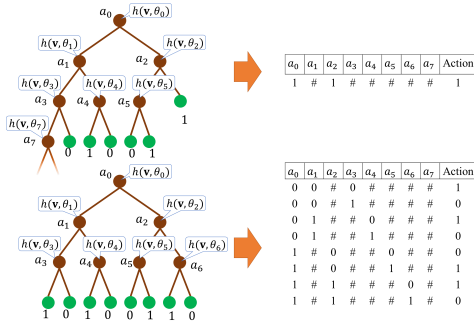 a₀ h(𝐯, θ₀)
h(𝐯, θ₁) h(𝐯, θ₂)
a₁ a₂
h(𝐯, θ₃) h(𝐯, θ₄) h(𝐯, θ₅)
a₃ a₄ a₅
1
h(𝐯, θ₇)
a₇ 0 1 0 0 1
a₀ a₁ a₂ a₃ a₄ a₅ a₆ a₇ Action
1 # 1 # # # # # 1
a₀ h(𝐯, θ₀)
h(𝐯, θ₁) h(𝐯, θ₂)
a₁ a₂
h(𝐯, θ₃) h(𝐯, θ₄) h(𝐯, θ₅) h(𝐯, θ₆)
a₃ a₄ a₅ a₆
1 0 1 0 0 1 1 0
a₀ a₁ a₂ a₃ a₄ a₅ a₆ a₇ Action
0 0 # 0 # # # # 1
0 0 # 1 # # # # 0
0 1 # # 0 # # # 1
0 1 # # 1 # # # 0
1 # 0 # # 0 # # 0
1 # 0 # # 1 # # 1
1 # 1 # # # 0 # 1
1 # 1 # # # 1 # 0